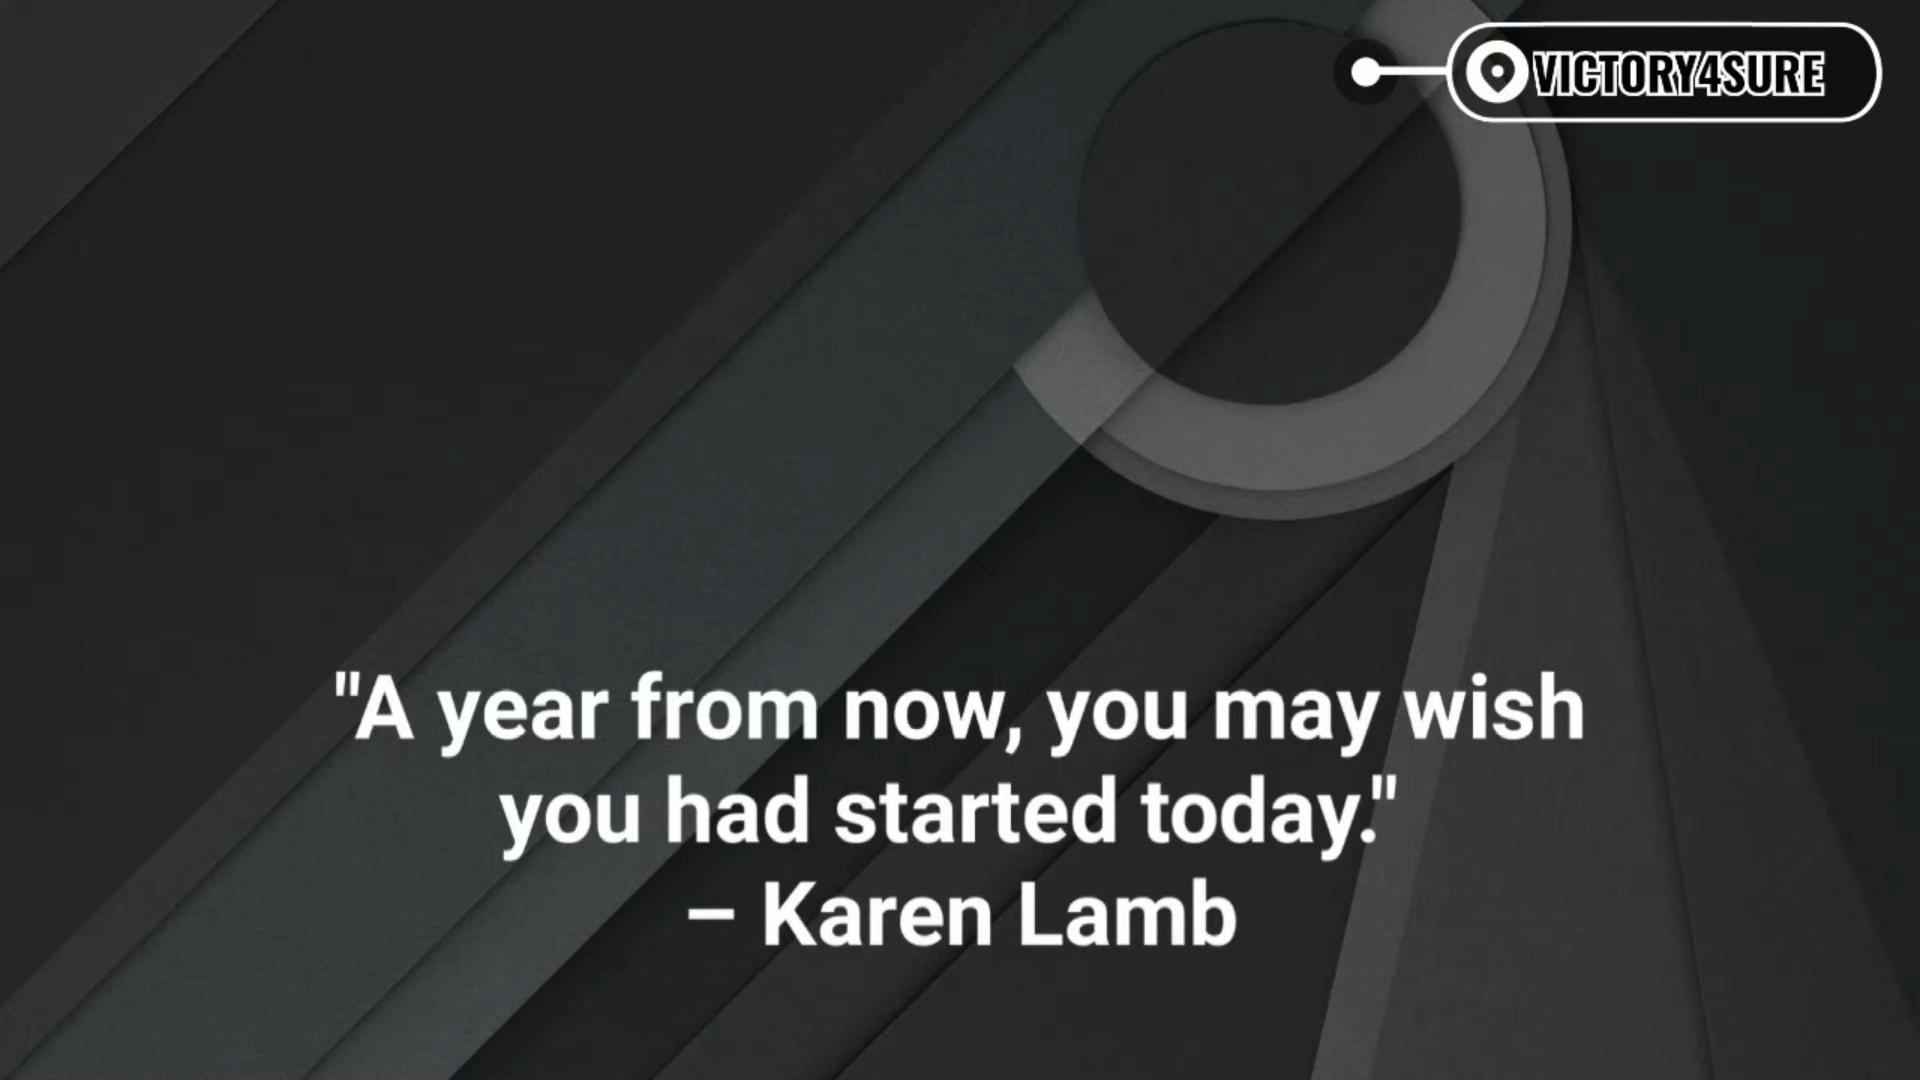 VICTORY4SURE
"A year from now, you may wish
you had started today."
– Karen Lamb